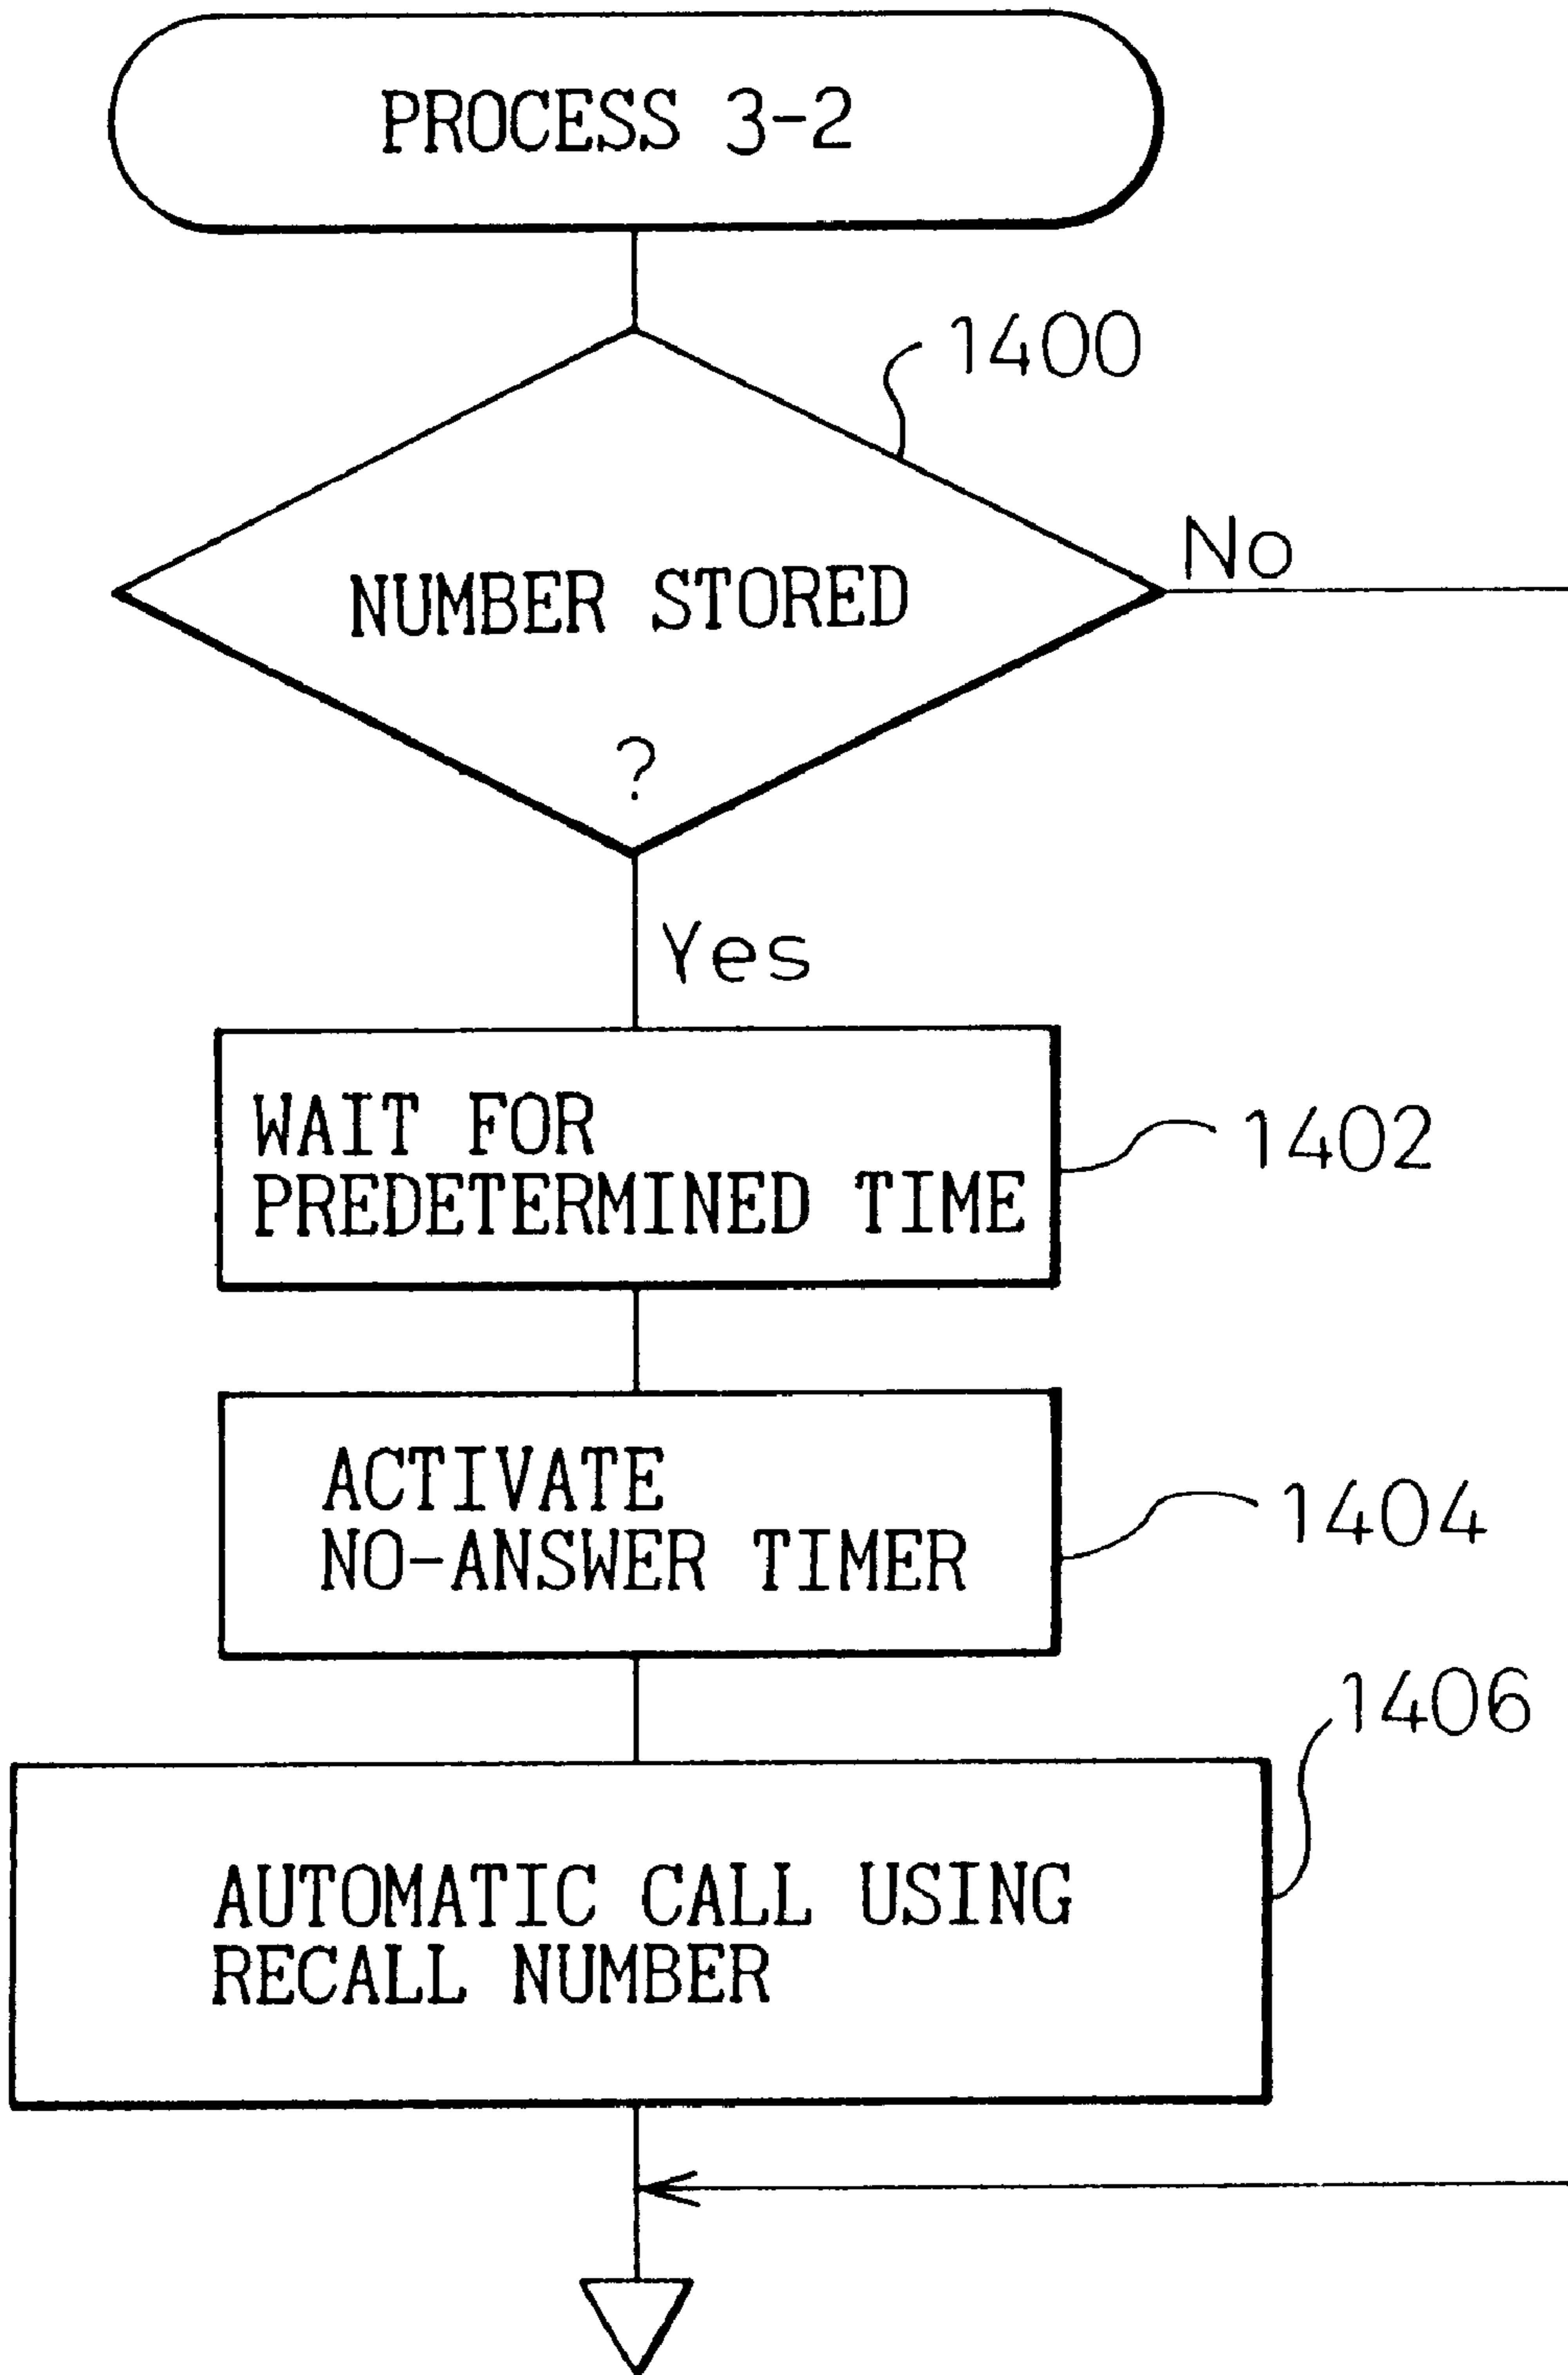 PROCESS 3-2
1400
No
NUMBER STORED
?
Yes
WAIT FOR
PREDETERMINED TIME
1402
ACTIVATE
NO-ANSWER TIMER
1404
1406
AUTOMATIC CALL USING
RECALL NUMBER